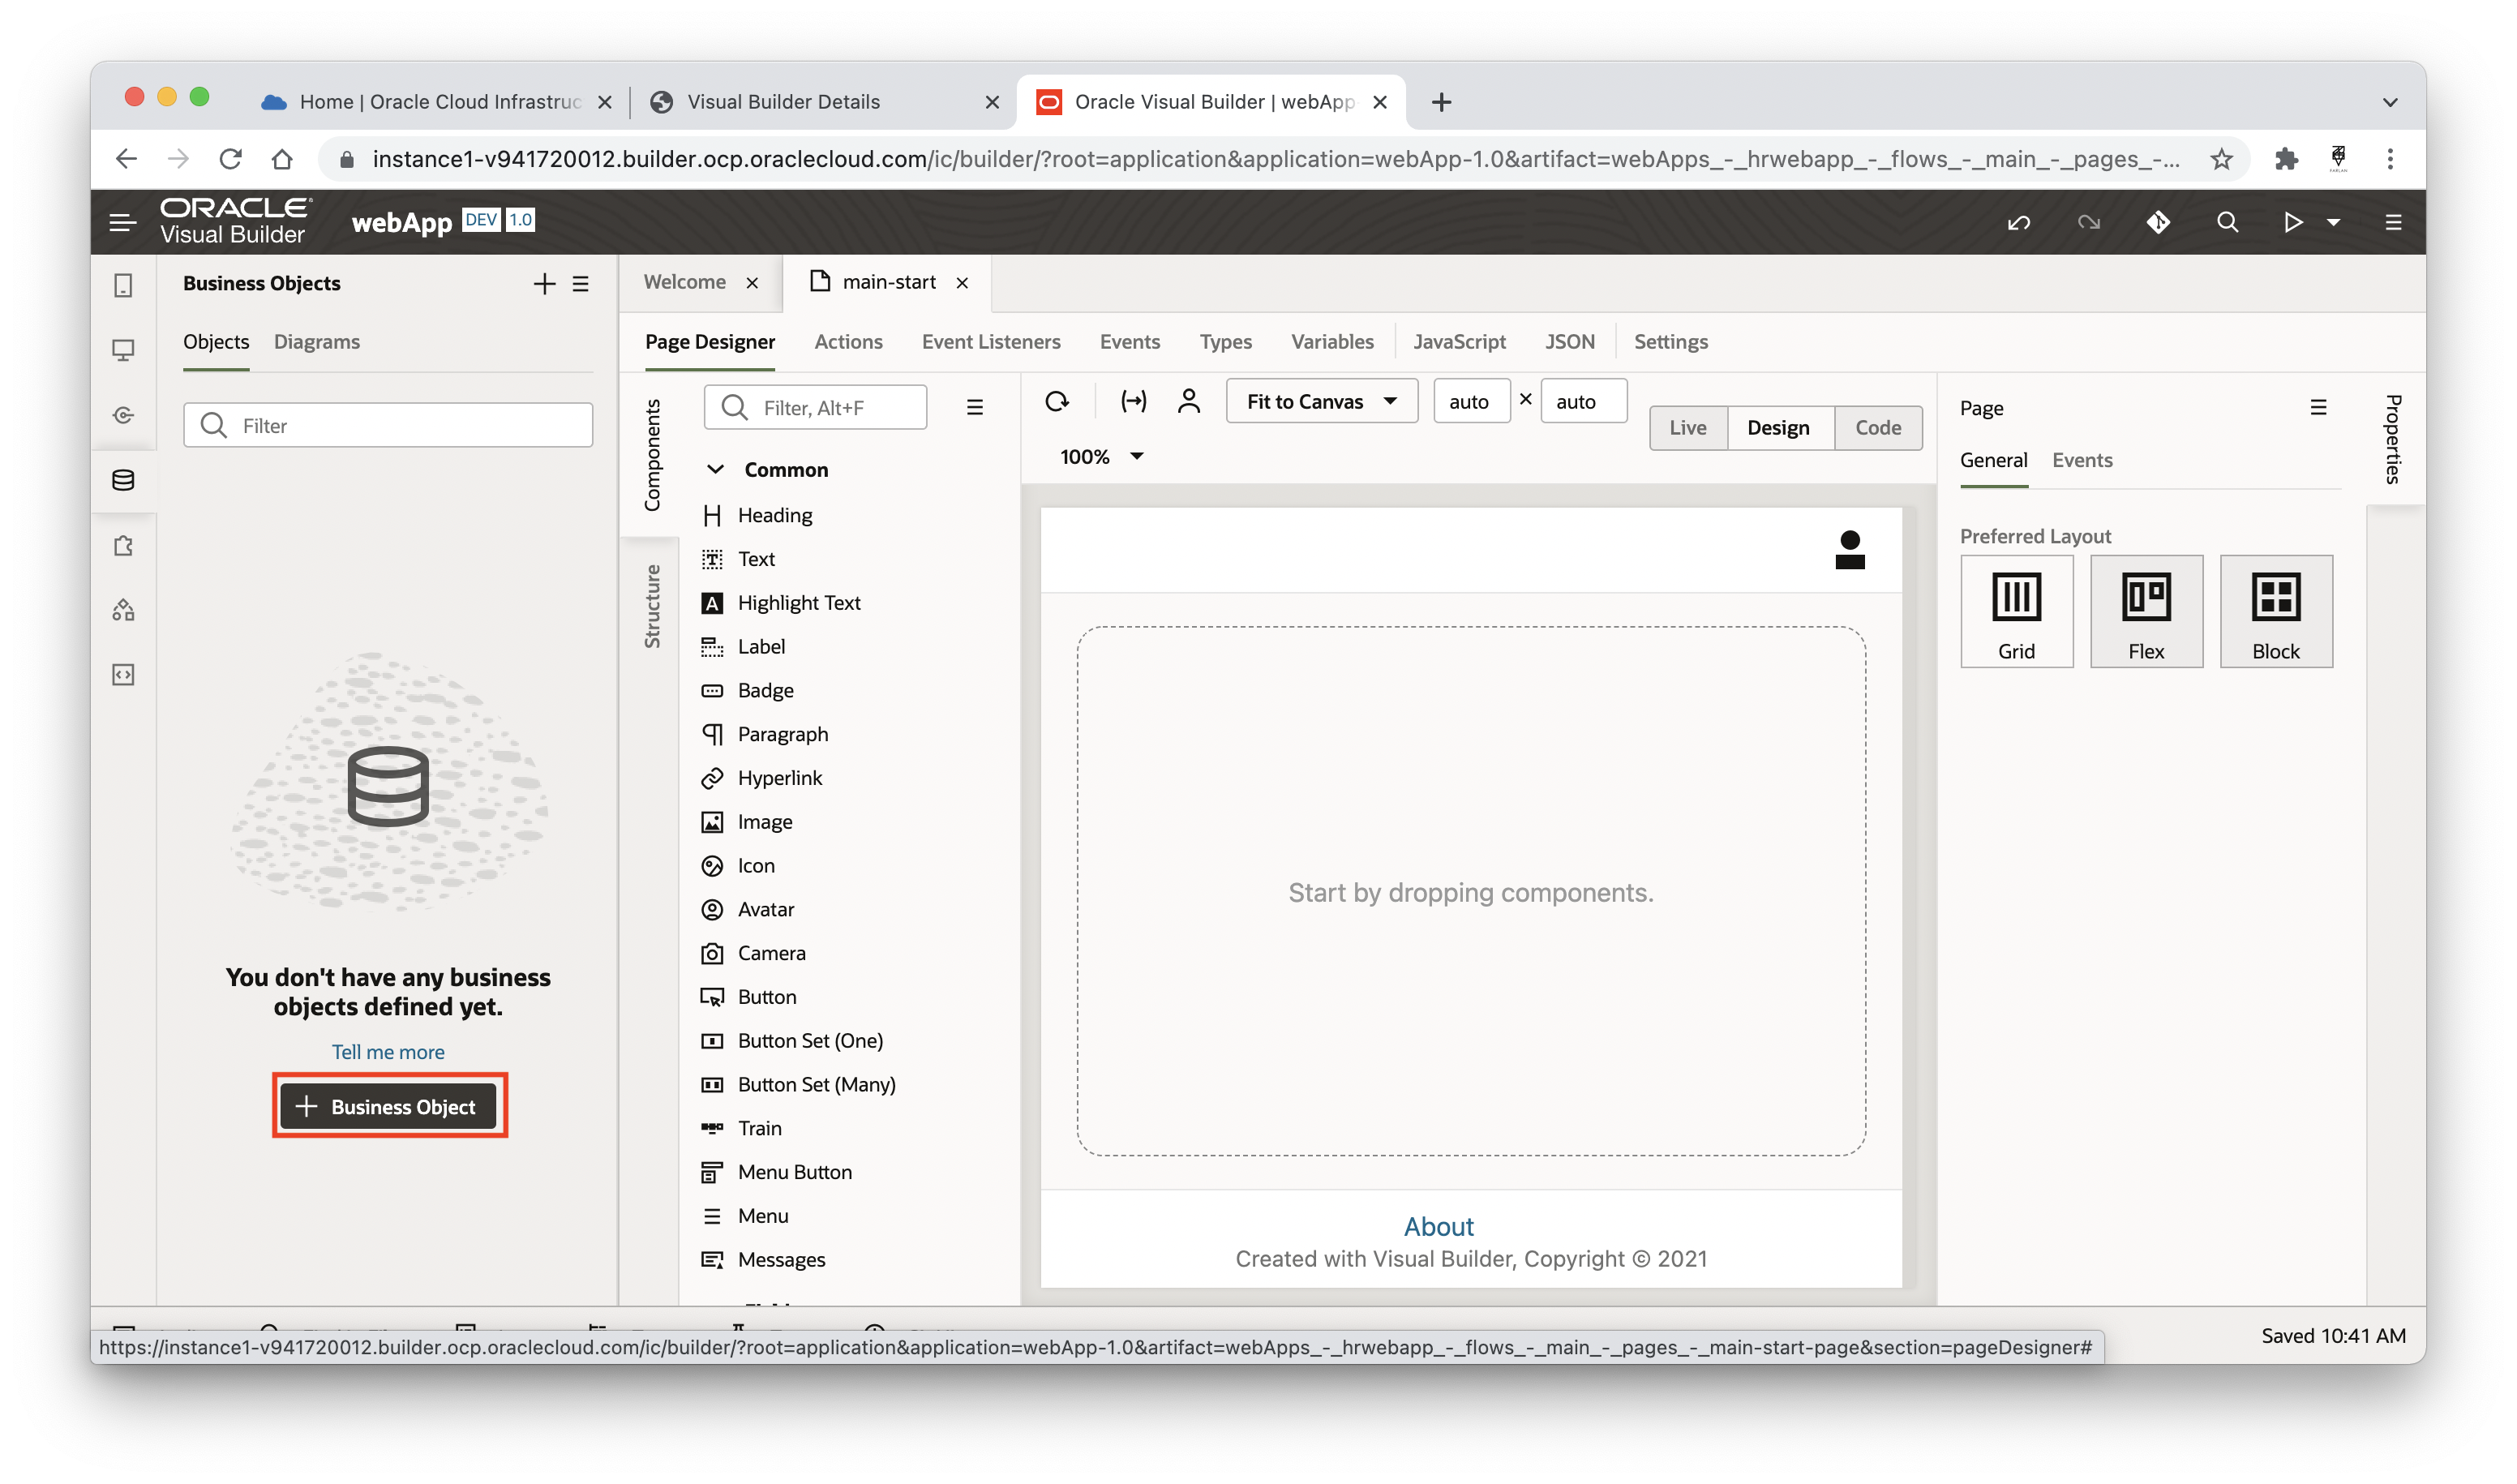 Home | Oracle Cloud Infrastruc
Visual Builder Details
Oracle Visual Builder | webApp
instance1-v941720012.builder.ocp.oraclecloud.com/ic/builder/?root=application&application=webApp-1.0&artifact=webApps_-_hrwebapp_-_flows_-_main_-_pages_-...
ORACLE
Visual Builder
webApp DEV 1.0
Business Objects
Objects Diagrams
Filter
You don't have any business
objects defined yet.
Tell me more
Business Object
Welcome
main-start
Page Designer Actions Event Listeners Events Types Variables JavaScript JSON Settings
Components
Structure
Filter, Alt+F
Common
Heading
Text
Highlight Text
Label
Badge
Paragraph
Hyperlink
Image
Icon
Avatar
Camera
Button
Button Set (One)
Button Set (Many)
Train
Menu Button
Menu
Messages
Fit to Canvas auto × auto
Live Design Code
100%
Start by dropping components.
About
Created with Visual Builder, Copyright © 2021
Page
General Events
Preferred Layout
Grid Flex Block
Properties
https://instance1-v941720012.builder.ocp.oraclecloud.com/ic/builder/?root=application&application=webApp-1.0&artifact=webApps_-_hrwebapp_-_flows_-_main_-_pages_-_main-start-page&section=pageDesigner#
Saved 10:41 AM